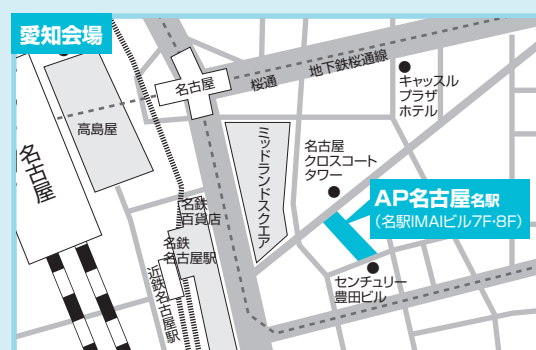 愛知会場
名古屋
桜通
地下鉄桜通線
キャッスル
プラザ
ホテル
高島屋
名古屋
ミッドランドスクエア
名古屋
クロスコート
タワー
AP名古屋名駅
(名駅IMAIビル7F・8F)
名鉄
百貨店
名鉄
名古屋駅
近鉄名古屋駅
センチュリー
豊田ビル